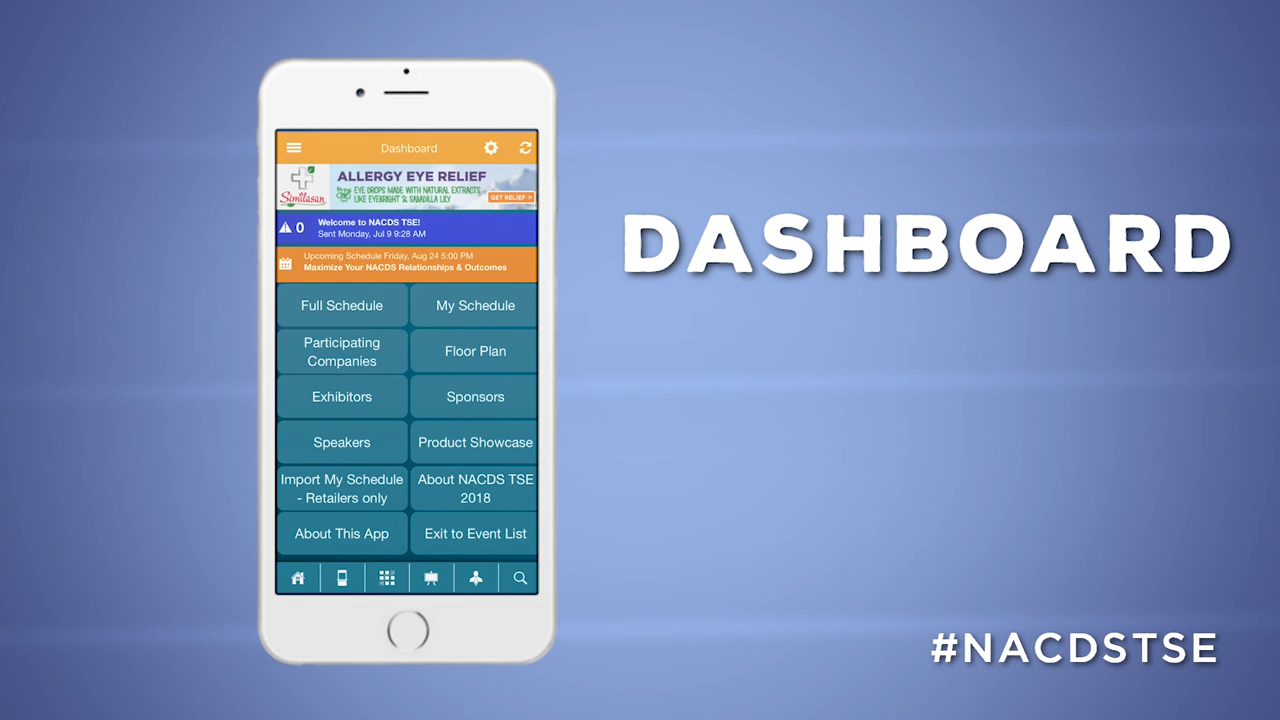 Dashboard
Similasan
ALLERGY EYE RELIEF
EYE DROPS MADE WITH NATURAL EXTRACTS
LIKE EYEBRIGHT & SABADILLA LILY
GET RELIEF >
0
Welcome to NACDS TSE!
Sent Monday, Jul 9 9:28 AM
Upcoming Schedule Friday, Aug 24 5:00 PM
Maximize Your NACDS Relationships & Outcomes
Full Schedule
My Schedule
Participating
Companies
Floor Plan
Exhibitors
Sponsors
Speakers
Product Showcase
Import My Schedule
- Retailers only
About NACDS TSE
2018
About This App
Exit to Event List
DASHBOARD
#NACDSTSE